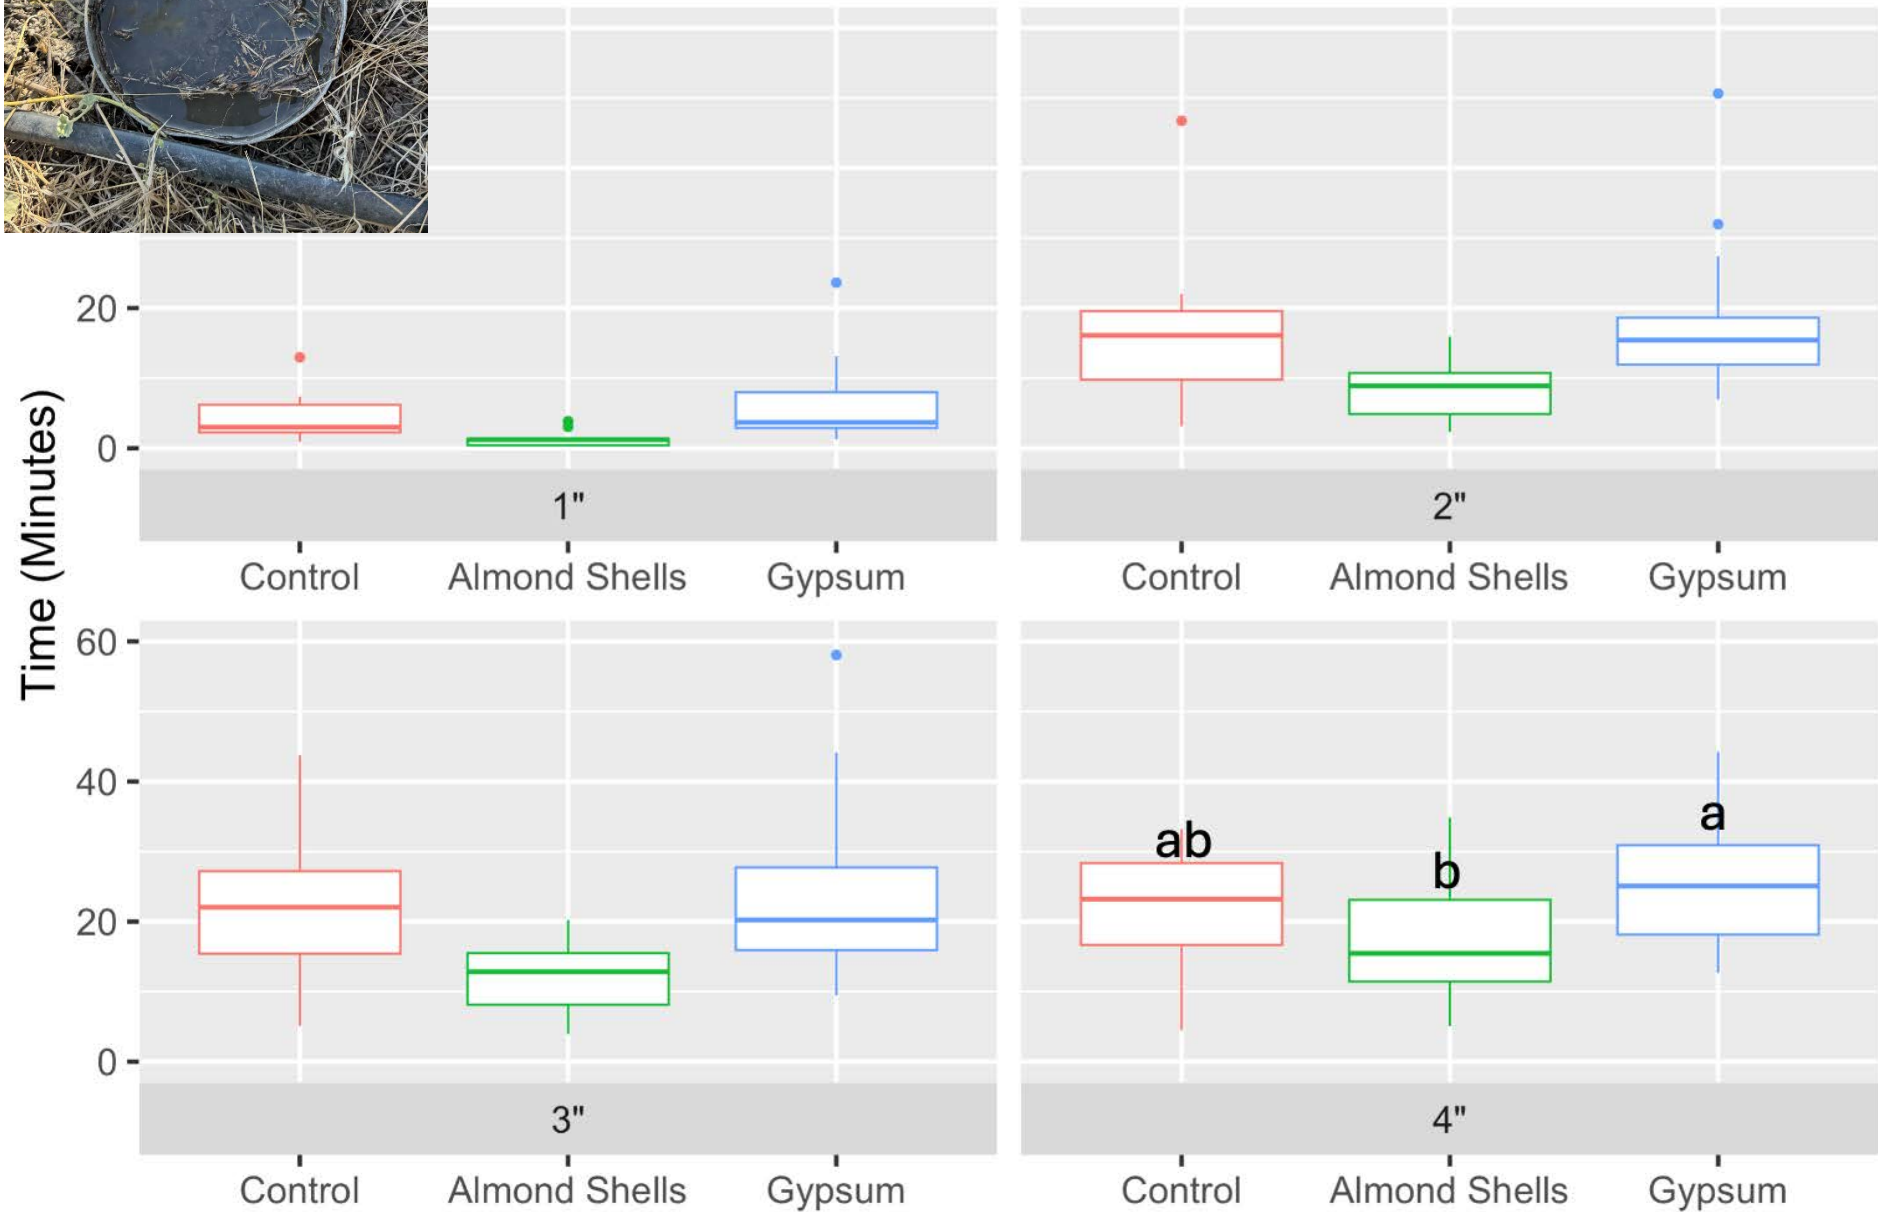 Time (Minutes)
20
0
1"
2"
Control
Almond Shells
Gypsum
Control
Almond Shells
Gypsum
60
40
20
0
ab
b
a
3"
4"
Control
Almond Shells
Gypsum
Control
Almond Shells
Gypsum